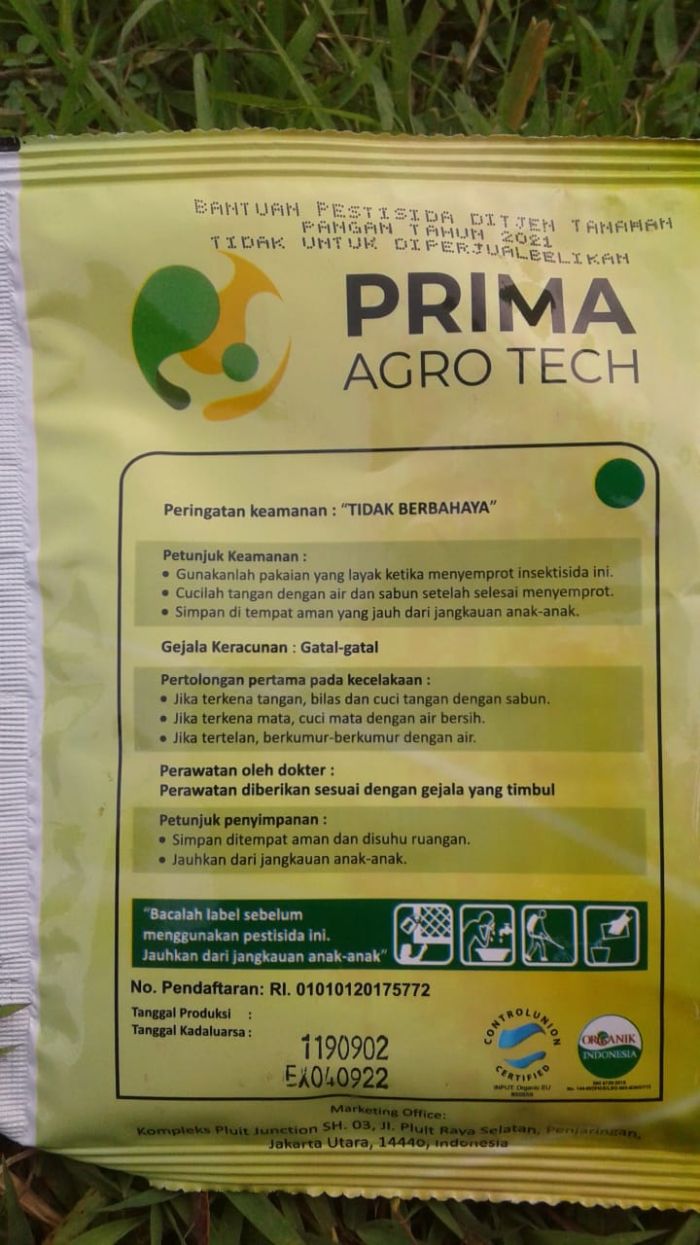 BANTUAN PESTISIDA DITJEN TANAMAN
PANGAN TAHUN 2021
TIDAK UNTUK DIPERJUALBELIKAN
PRIMA
AGRO TECH
Peringatan keamanan : “TIDAK BERBAHAYA”
Petunjuk Keamanan :
• Gunakanlah pakaian yang layak ketika menyemprot insektisida ini.
• Cucilah tangan dengan air dan sabun setelah selesai menyemprot.
• Simpan di tempat aman yang jauh dari jangkauan anak-anak.
Gejala Keracunan : Gatal-gatal
Pertolongan pertama pada kecelakaan :
• Jika terkena tangan, bilas dan cuci tangan dengan sabun.
• Jika terkena mata, cuci mata dengan air bersih.
• Jika tertelan, berkumur-berkumur dengan air.
Perawatan oleh dokter :
Perawatan diberikan sesuai dengan gejala yang timbul
Petunjuk penyimpanan :
• Simpan ditempat aman dan disuhu ruangan.
• Jauhkan dari jangkauan anak-anak.
“Bacalah label sebelum
menggunakan pestisida ini.
Jauhkan dari jangkauan anak-anak”
No. Pendaftaran: RI. 01010120175772
Tanggal Produksi :
Tanggal Kadaluarsa :
1190902
EX040922
CONTROLUNION
CERTIFIED
INPUT Organic EU
ORGANIK
INDONESIA
Marketing Office:
Kompleks Pluit Junction SH. 03, Jl. Pluit Raya Selatan, Penjaringan,
Jakarta Utara, 14440, Indonesia